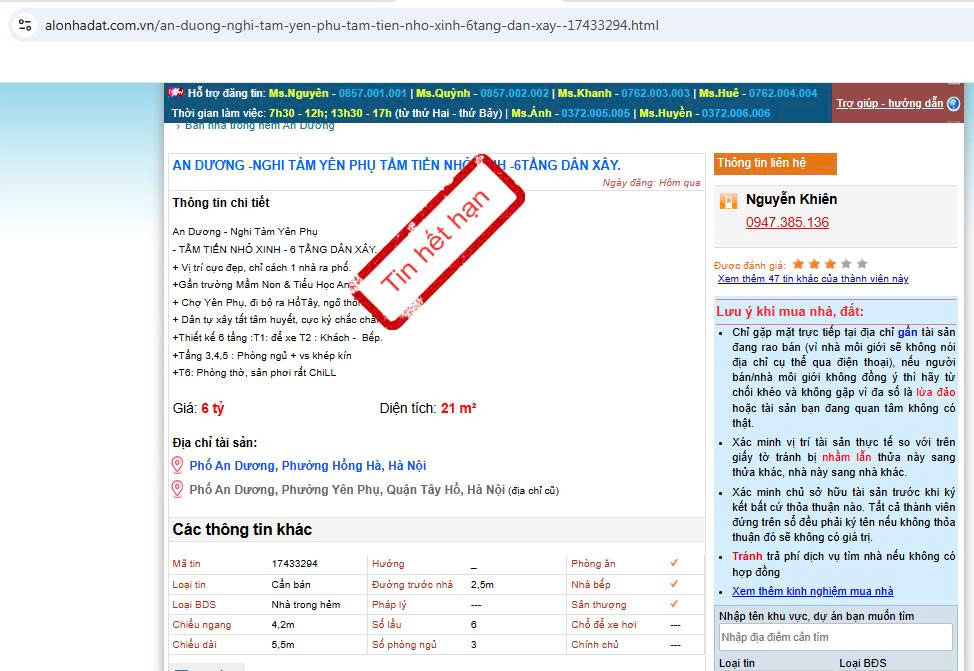 alonhadat.com.vn/an-duong-nghi-tam-yen-phu-tam-tien-nho-xinh-6tang-dan-xay--17433294.html
Hỗ trợ đăng tin: Ms.Nguyên - 0857.001.001 | Ms.Quỳnh - 0857.002.002 | Ms.Khanh - 0762.003.003 | Ms.Huê - 0762.004.004
Thời gian làm việc: 7h30 - 12h; 13h30 - 17h (từ thứ Hai - thứ Bảy) | Ms.Ánh - 0372.005.005 | Ms.Huyền - 0372.006.006
Trợ giúp - hướng dẫn ?
› Bán nhà trong hẻm An Dương
AN DƯƠNG -NGHI TÀM YÊN PHỤ TẦM TIỀN NHỎ -6TẦNG DÂN XÂY.
Ngày đăng: Hôm qua
Thông tin chi tiết
An Dương - Nghi Tàm Yên Phụ
- TẦM TIỀN NHỎ XINH - 6 TẦNG DÂN XÂY.
+ Vị trí cực đẹp, chỉ cách 1 nhà ra phố.
+Gần trường Mầm Non & Tiểu Học An
+ Chợ Yên Phụ, đi bộ ra HồTây, ngõ
+ Dân tự xây tất tâm huyết, cực kỳ chắc
+Thiết kế 6 tầng :T1: để xe T2 : Khách - Bếp.
+Tầng 3,4,5 : Phòng ngủ + vs khép kín
+T6: Phòng thờ, sân phơi rất ChiLL
Tin hết hạn
Giá: 6 tỷ
Diện tích: 21 m²
Địa chỉ tài sản:
Phố An Dương, Phường Hồng Hà, Hà Nội
Phố An Dương, Phường Yên Phụ, Quận Tây Hồ, Hà Nội (địa chỉ cũ)
Các thông tin khác
Mã tin 17433294 Hướng _ Phòng ăn ✓
Loại tin Cần bán Đường trước nhà 2,5m Nhà bếp ✓
Loại BDS Nhà trong hẻm Pháp lý --- Sân thượng ✓
Chiều ngang 4,2m Số lầu 6 Chổ để xe hơi ---
Chiều dài 5,5m Số phòng ngủ 3 Chính chủ ---
Thông tin liên hệ
Nguyễn Khiên
0947.385.136
Được đánh giá:
Xem thêm 47 tin khác của thành viên này
Lưu ý khi mua nhà, đất:
• Chỉ gặp mặt trực tiếp tại địa chỉ gần tài sản
đang rao bán (vì nhà môi giới sẽ không nói
địa chỉ cụ thể qua điện thoại), nếu người
bán/nhà môi giới không đồng ý thì hãy từ
chối khéo và không gặp vì đa số là lừa đảo
hoặc tài sản bạn đang quan tâm không có
thật.
• Xác minh vị trí tài sản thực tế so với trên
giấy tờ tránh bị nhầm lẫn thửa này sang
thửa khác, nhà này sang nhà khác.
• Xác minh chủ sở hữu tài sản trước khi ký
kết bất cứ thỏa thuận nào. Tất cả thành viên
đứng trên sổ đều phải ký tên nếu không thỏa
thuận đó sẽ không có giá trị.
• Tránh trả phí dịch vụ tìm nhà nếu không có
hợp đồng
• Xem thêm kinh nghiệm mua nhà
Nhập tên khu vực, dự án bạn muốn tìm
Nhập địa điểm cần tìm
Loại tin Loại BĐS